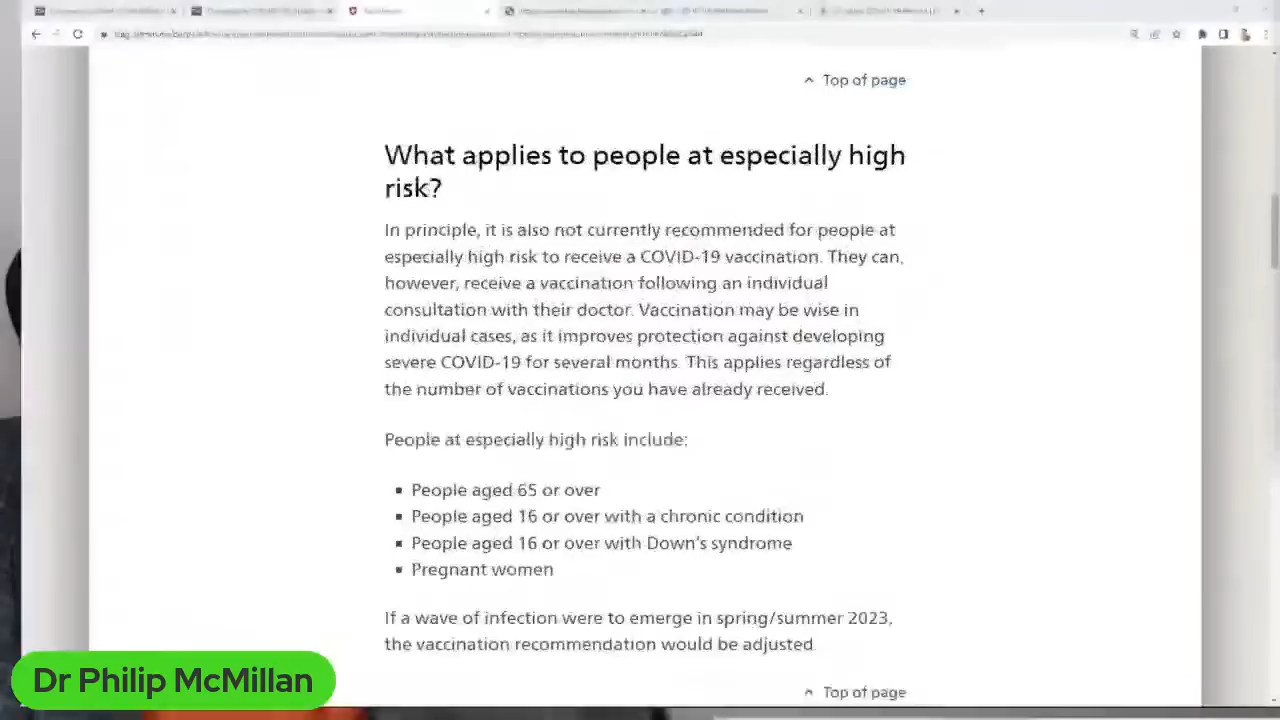 Top of page
What applies to people at especially high
risk?
In principle, it is also not currently recommended for people at
especially high risk to receive a COVID-19 vaccination. They can,
however, receive a vaccination following an individual
consultation with their doctor. Vaccination may be wise in
individual cases, as it improves protection against developing
severe COVID-19 for several months. This applies regardless of
the number of vaccinations you have already received.
People at especially high risk include:
People aged 65 or over
People aged 16 or over with a chronic condition
People aged 16 or over with Down's syndrome
Pregnant women
If a wave of infection were to emerge in spring/summer 2023,
the vaccination recommendation would be adjusted.
Dr Philip McMillan
Top of page